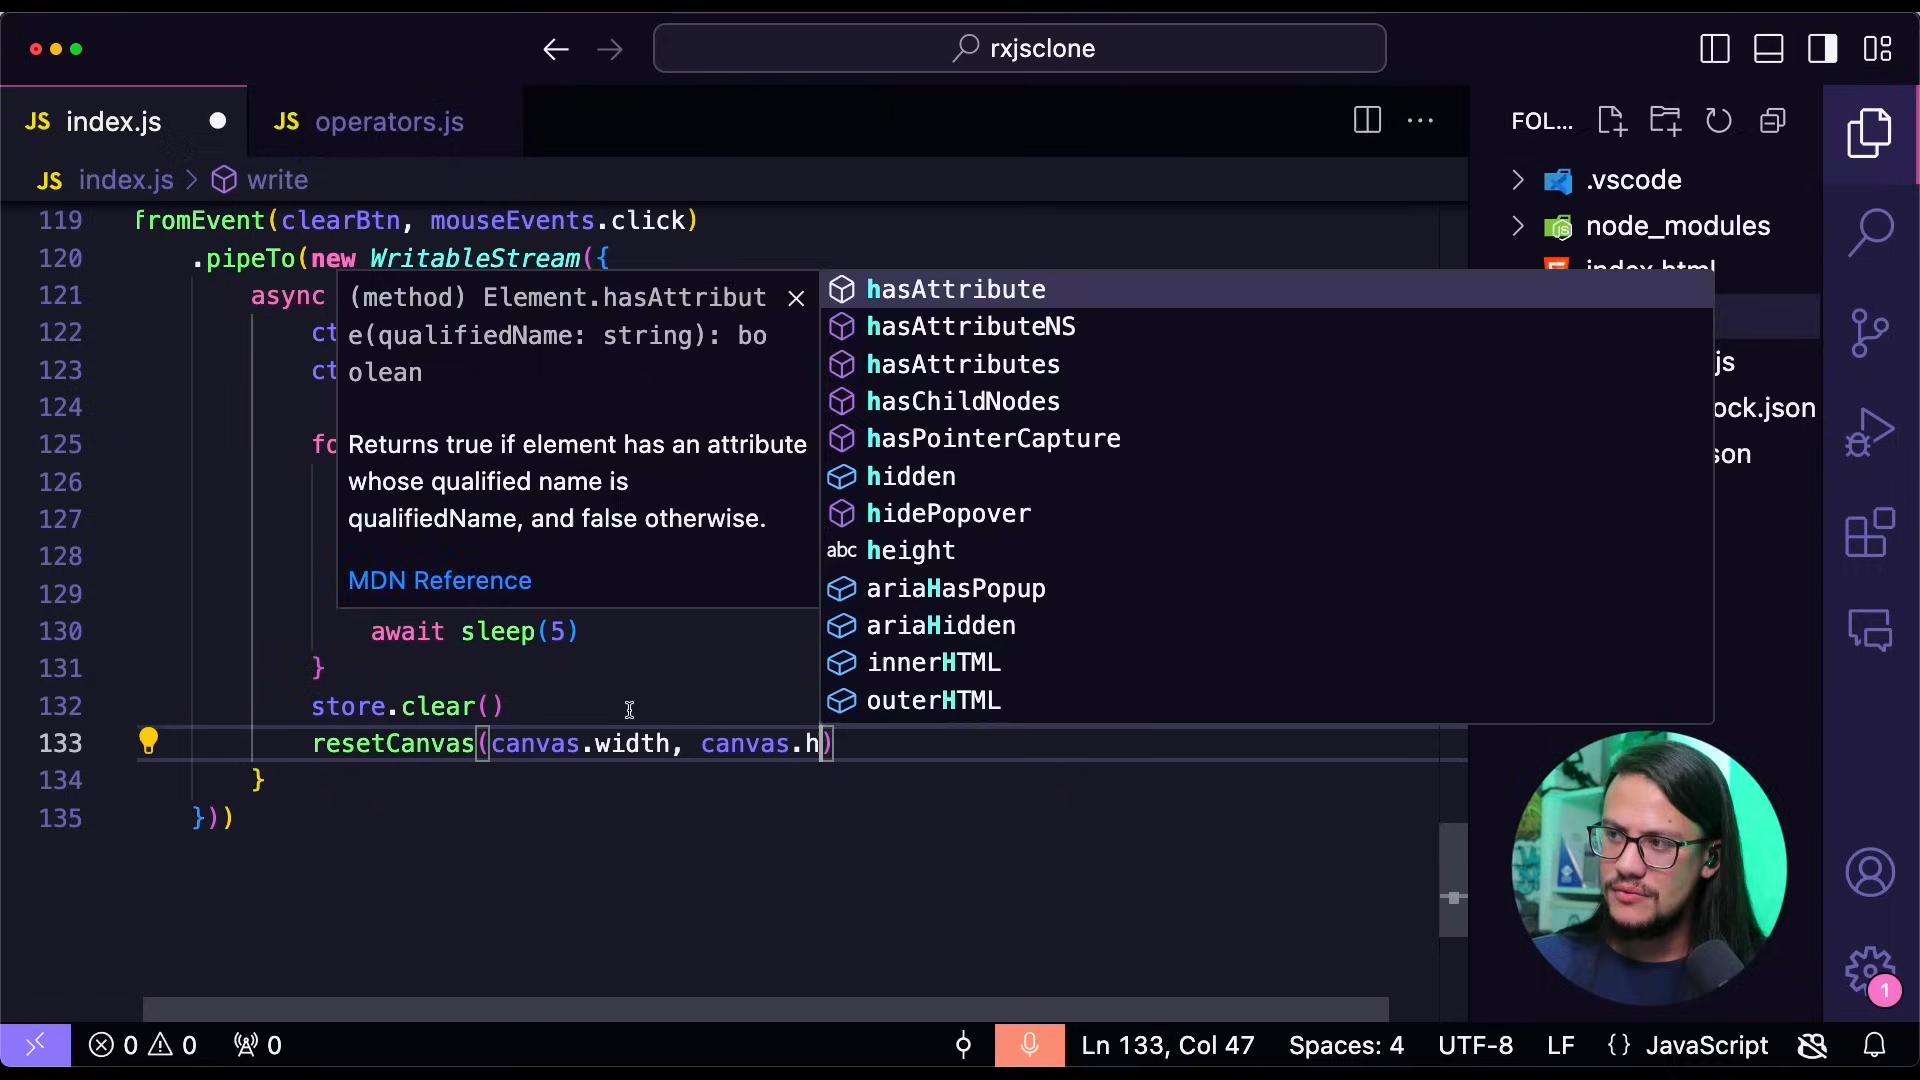 rxjsclone
JS index.js
JS operators.js
FOL...
JS index.js > write
.vscode
node_modules
index.html
js
ock.json
son
119 fromEvent(clearBtn, mouseEvents.click)
120 .pipeTo(new WritableStream({
121 async
122 ct
123 ct
124
125 fo
126
127
128
129
130 await sleep(5)
131 }
132 store.clear()
133 resetCanvas(canvas.width, canvas.h)
134 }
135 }))
(method) Element.hasAttribut
e(qualifiedName: string): bo
olean
Returns true if element has an attribute
whose qualified name is
qualifiedName, and false otherwise.
MDN Reference
hasAttribute
hasAttributeNS
hasAttributes
hasChildNodes
hasPointerCapture
hidden
hidePopover
abc height
ariaHasPopup
ariaHidden
innerHTML
outerHTML
1
0 0 0 Ln 133, Col 47 Spaces: 4 UTF-8 LF {} JavaScript